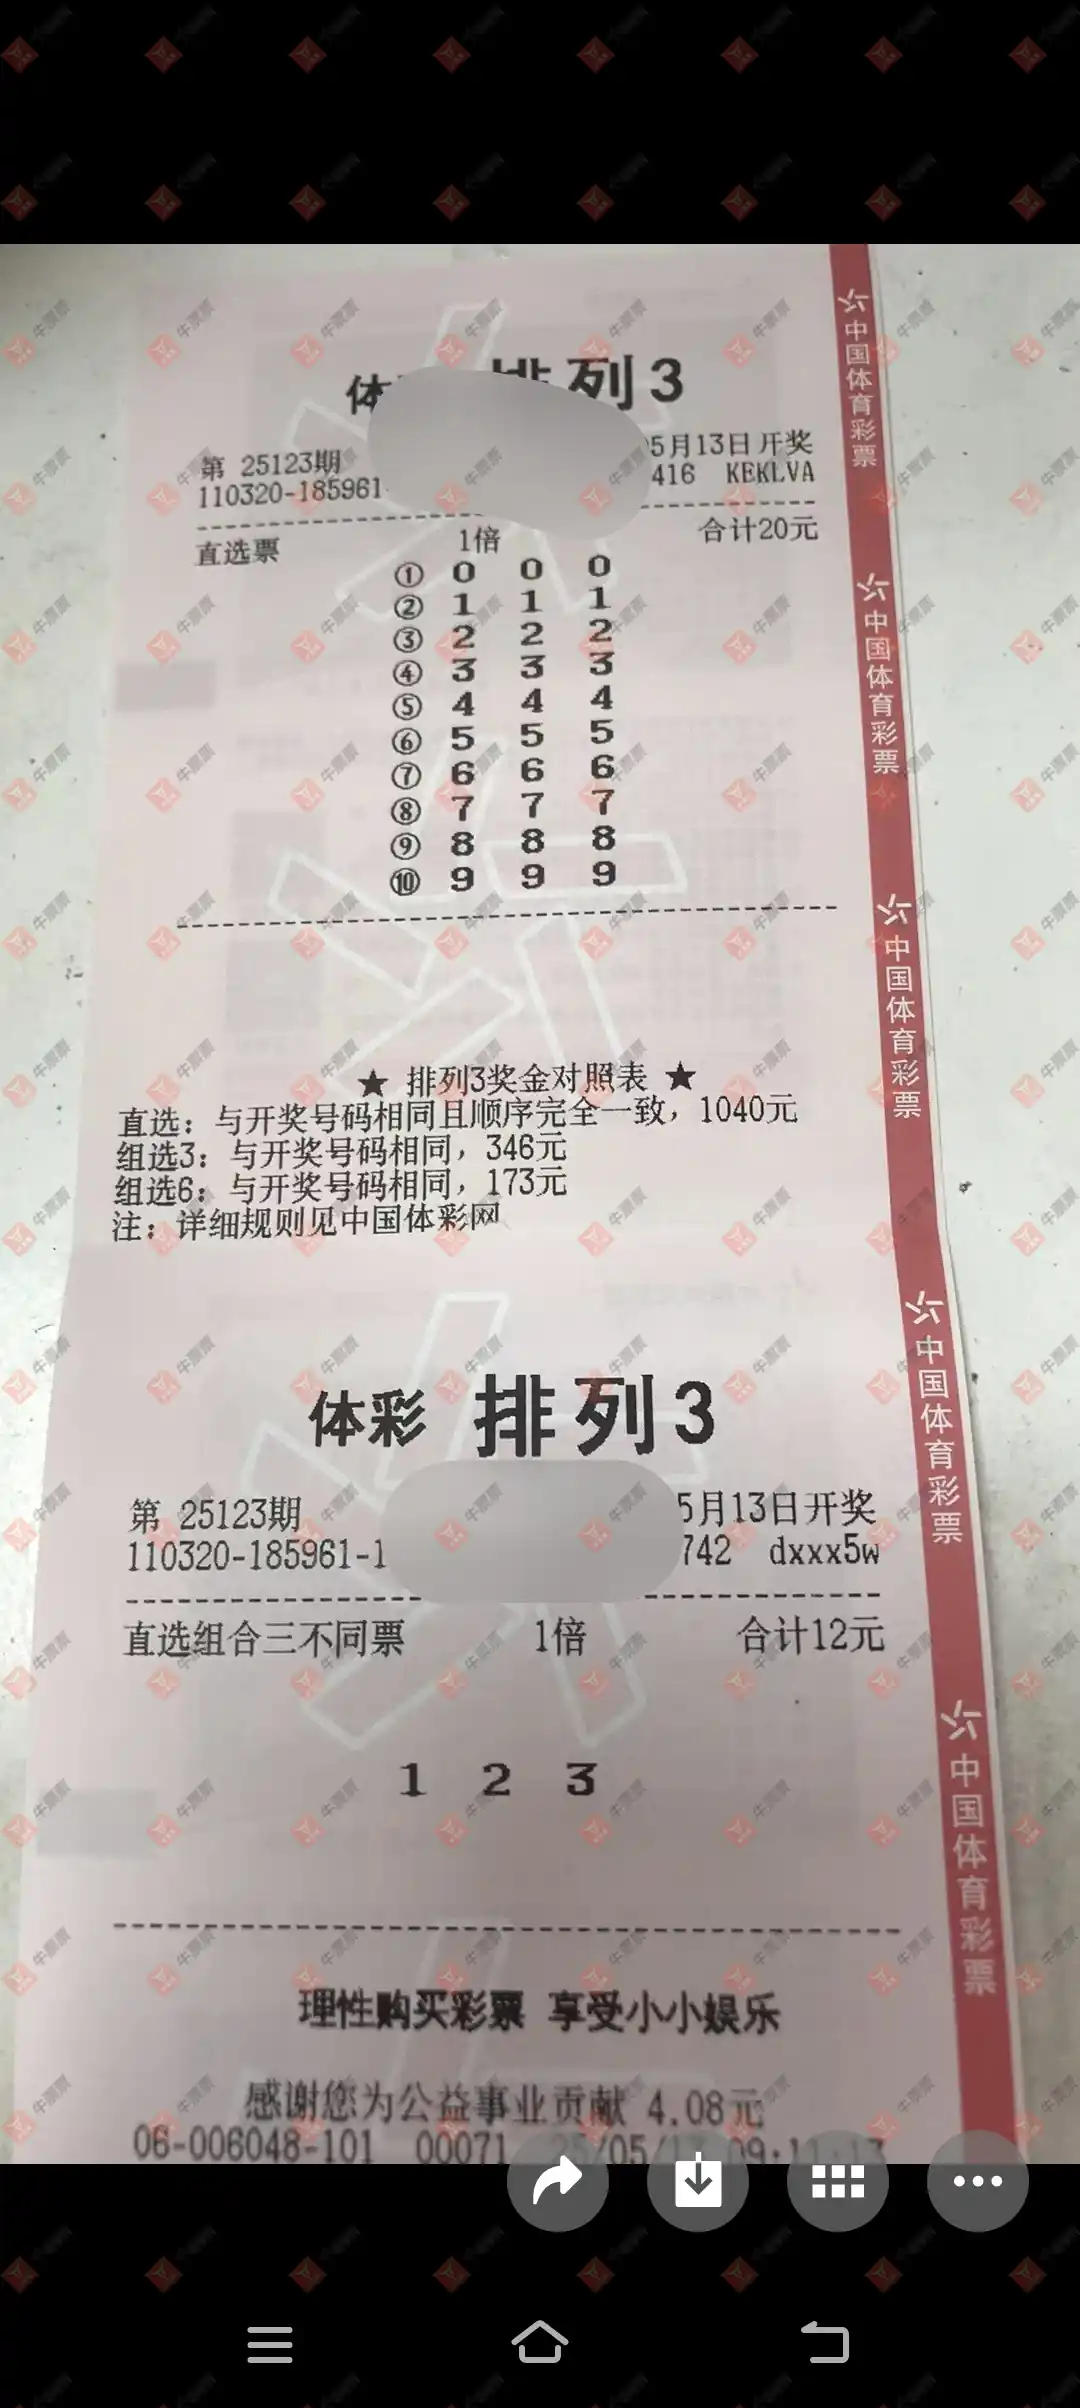 体 排列3
第 25123期 05月13日开奖
110320-185961- 416 KEKLVA
直选票 1倍 合计20元
① 0 0 0
② 1 1 1
③ 2 2 2
④ 3 3 3
⑤ 4 4 4
⑥ 5 5 5
⑦ 6 6 6
⑧ 7 7 7
⑨ 8 8 8
⑩ 9 9 9
★ 排列3奖金对照表 ★
直选：与开奖号码相同且顺序完全一致，1040元
组选3：与开奖号码相同，346元
组选6：与开奖号码相同，173元
注：详细规则见中国体彩网
体彩 排列3
第 25123期 5月13日开奖
110320-185961-1 742 dxxx5w
直选组合三不同票 1倍 合计12元
1 2 3
理性购买彩票 享受小小娱乐
感谢您为公益事业贡献 4.08元
06-006048-101 00071
中国体育彩票
中国体育彩票
中国体育彩票
中国体育彩票
中国体育彩票
牛票票